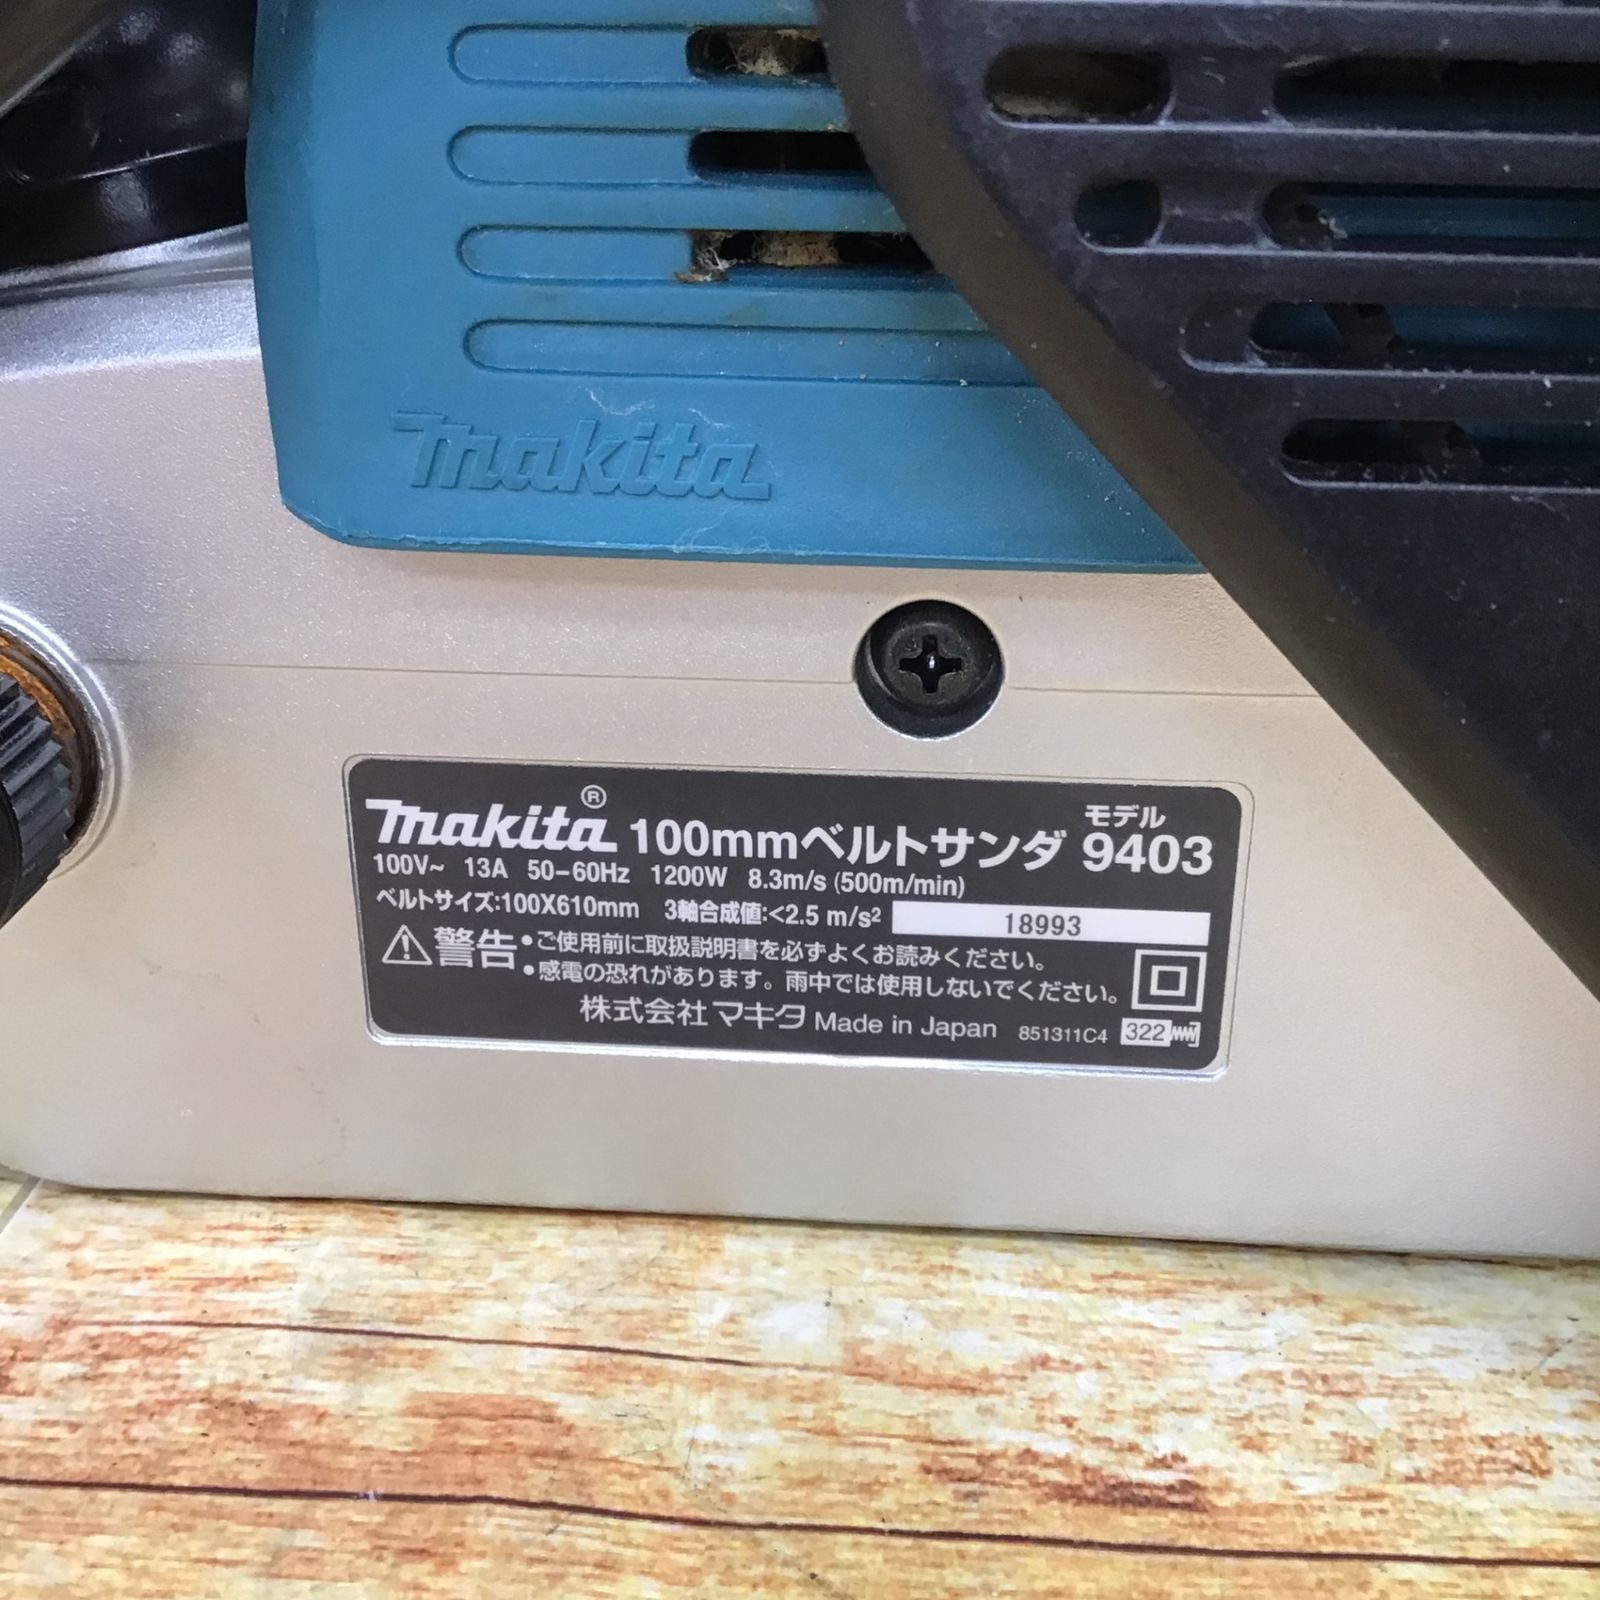 makita
makita® 100mmベルトサンダ モデル 9403
100V~ 13A 50-60Hz 1200W 8.3m/s (500m/min)
ベルトサイズ:100X610mm 3軸合成値:<2.5 m/s² 18993
警告 •ご使用前に取扱説明書を必ずよくお読みください。
•感電の恐れがあります。雨中では使用しないでください。
株式会社 マキタ Made in Japan 851311C4 322